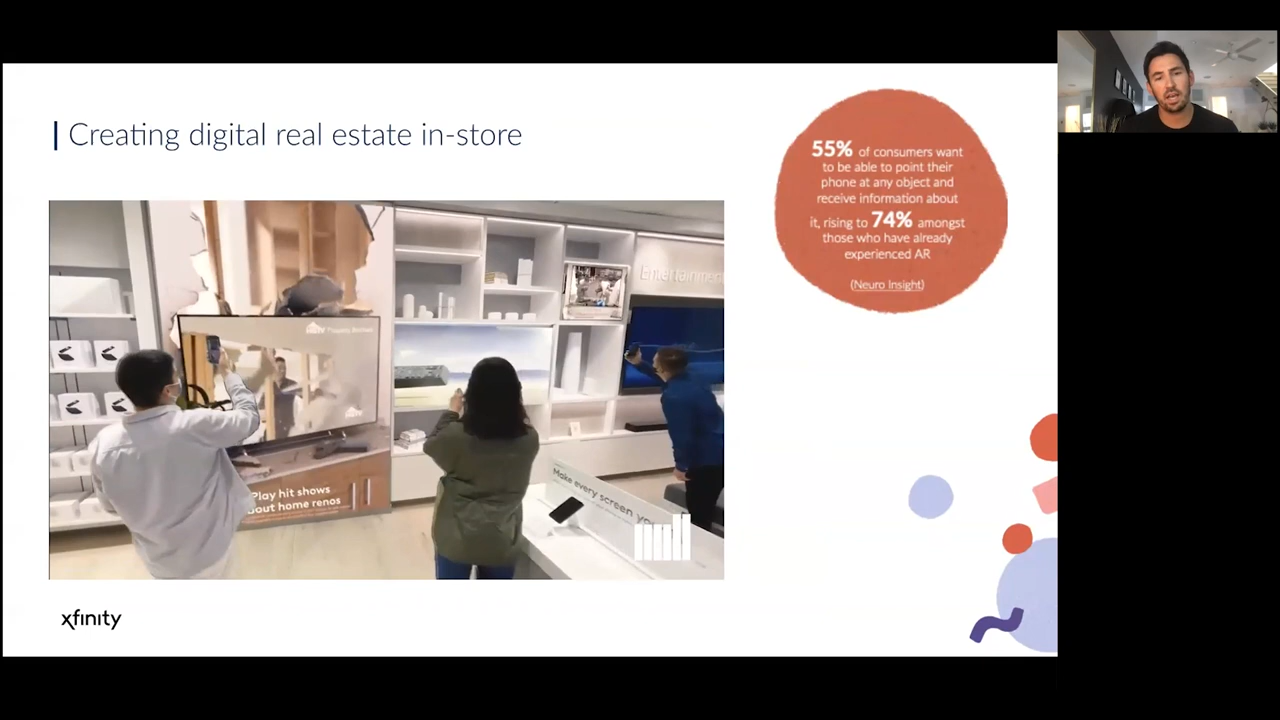 Creating digital real estate in-store
55% of consumers want
to be able to point their
phone at any object and
receive information about
it, rising to 74% amongst
those who have already
experienced AR
(Neuro Insight)
Entertainment
HGTV
Play hit shows
about home renos
Make every screen
xfinity